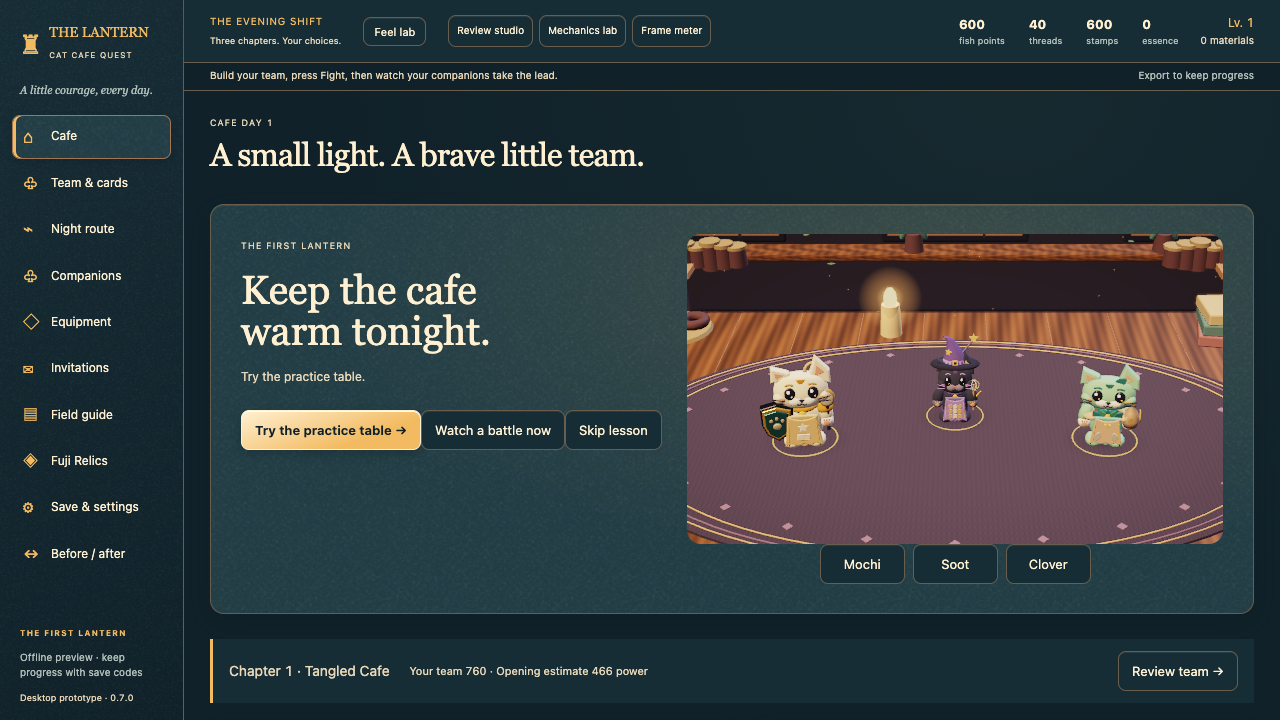 THE LANTERN
CAT CAFE QUEST
A little courage, every day.
Cafe
Team & cards
Night route
Companions
Equipment
Invitations
Field guide
Fuji Relics
Save & settings
Before / after
THE FIRST LANTERN
Offline preview · keep
progress with save codes
Desktop prototype · 0.7.0
THE EVENING SHIFT
Three chapters. Your choices.
Feel lab
Review studio
Mechanics lab
Frame meter
600
fish points
40
threads
600
stamps
0
essence
Lv. 1
0 materials
Build your team, press Fight, then watch your companions take the lead.
Export to keep progress
CAFE DAY 1
A small light. A brave little team.
THE FIRST LANTERN
Keep the cafe
warm tonight.
Try the practice table.
Try the practice table →
Watch a battle now
Skip lesson
Mochi
Soot
Clover
Chapter 1 · Tangled Cafe
Your team 760 · Opening estimate 466 power
Review team →